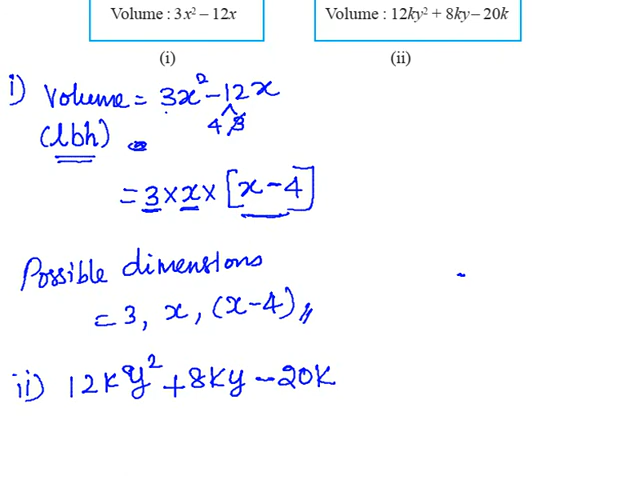 Volume : 3x² – 12x
Volume : 12ky² + 8ky – 20k
(i)
(ii)
i) Volume = 3x² - 12x
4 3
(lbh)
= 3 × x × [x - 4]
Possible dimensions
= 3, x, (x-4)
ii) 12ky² + 8ky - 20k